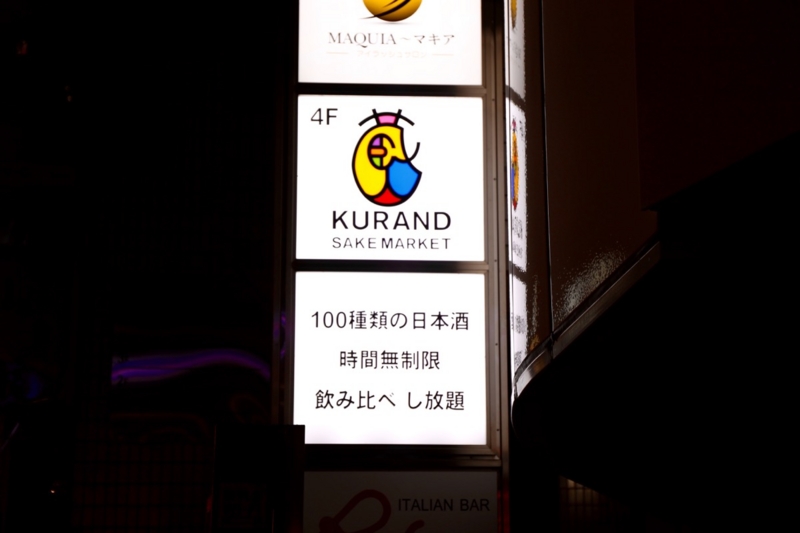 MAQUIA～マキア
4F
KURAND
SAKE MARKET
100種類の日本酒
時間無制限
飲み比べ し放題
ITALIAN BAR